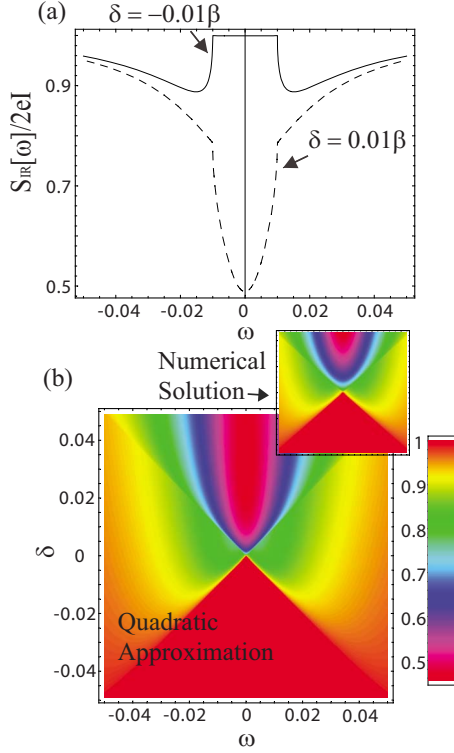 (a)
δ = −0.01β
S_IR[ω]/2eI
0.9
0.7
0.5
δ = 0.01β
-0.04 -0.02 0 0.02 0.04
ω
Numerical
Solution
(b)
0.04
0.02
0
-0.02
-0.04
δ
Quadratic
Approximation
1
0.9
0.8
0.7
0.6
0.5
-0.04 -0.02 0 0.02 0.04
ω